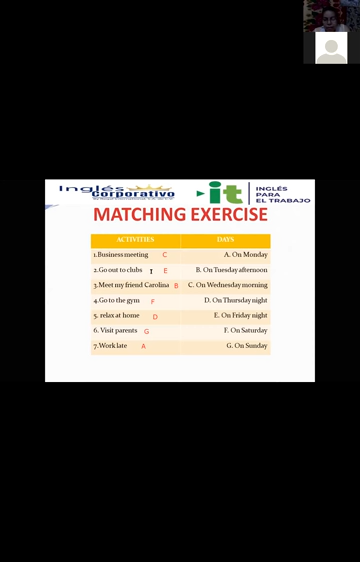 Inglés Corporativo
it INGLÉS PARA EL TRABAJO
MATCHING EXERCISE
ACTIVITIES DAYS
1.Business meeting C A. On Monday
2.Go out to clubs E B. On Tuesday afternoon
3.Meet my friend Carolina B C. On Wednesday morning
4.Go to the gym F D. On Thursday night
5. relax at home D E. On Friday night
6. Visit parents G F. On Saturday
7.Work late A G. On Sunday